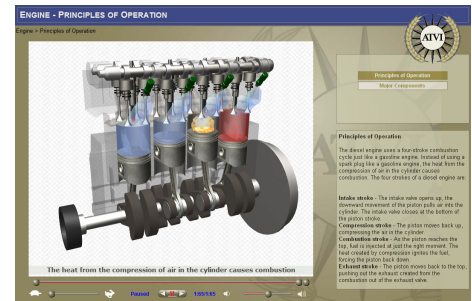 ENGINE - PRINCIPLES OF OPERATION
ATVI
Engine > Principles of Operation
Principles of Operation
Major Components
Principles of Operation
The diesel engine uses a four-stroke combustion
cycle just like a gasoline engine. Instead of using a
spark plug like a gasoline engine, the heat from the
compression of air in the cylinder causes
combustion. The four strokes of a diesel engine are:
Intake stroke - The intake valve opens up, the
downward movement of the piston pulls air into the
cylinder. The intake valve closes at the bottom of
the piston stroke.
Compression stroke - The piston moves back up,
compressing the air in the cylinder.
Combustion stroke - As the piston reaches the
top, fuel is injected at just the right moment. The
heat created by compression ignites the fuel,
forcing the piston back down.
Exhaust stroke - The piston moves back to the top,
pushing out the exhaust created from the
combustion out of the exhaust valve.
The heat from the compression of air in the cylinder causes combustion
Paused